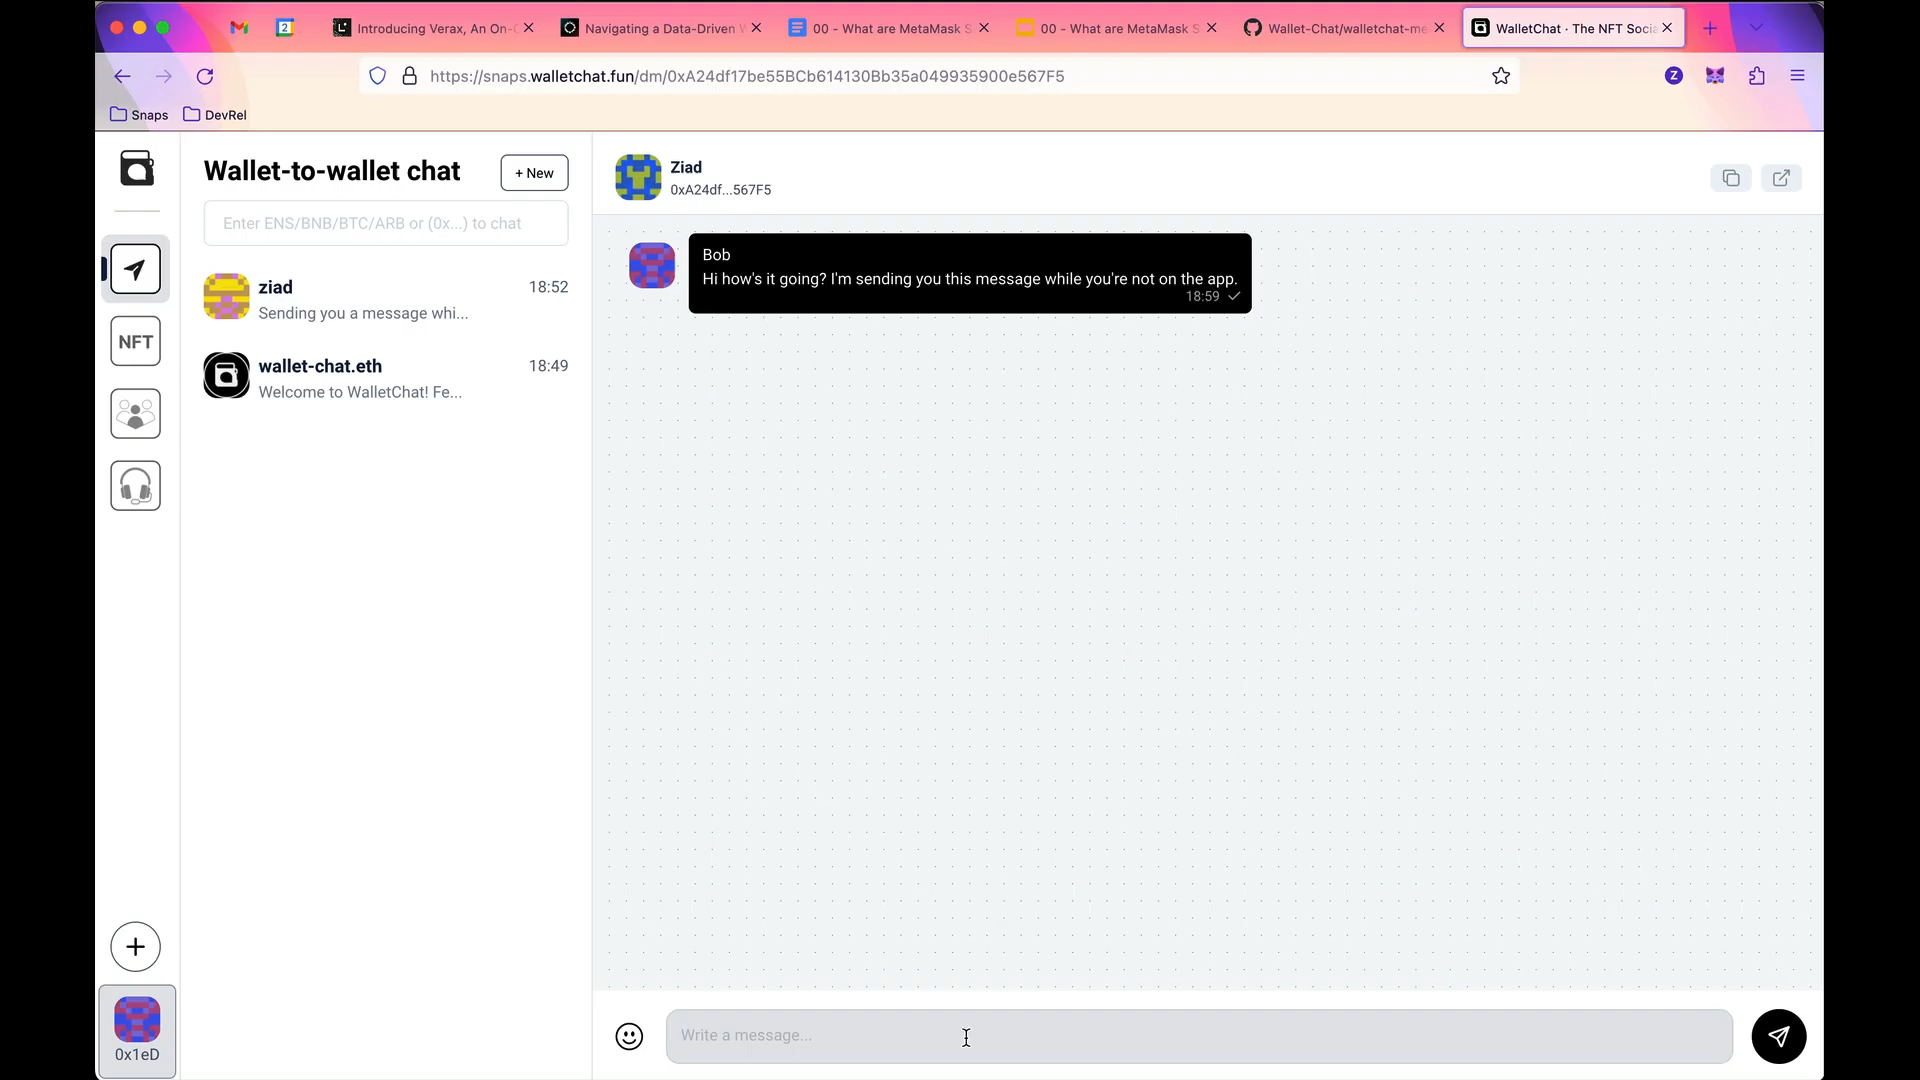 Introducing Verax, An On-C
Navigating a Data-Driven W
00 - What are MetaMask S
00 - What are MetaMask S
Wallet-Chat/walletchat-me
WalletChat · The NFT Socia
https://snaps.walletchat.fun/dm/0xA24df17be55BCb614130Bb35a049935900e567F5
Z
Snaps
DevRel
Wallet-to-wallet chat
+ New
Enter ENS/BNB/BTC/ARB or (0x...) to chat
ziad
18:52
Sending you a message whi...
wallet-chat.eth
18:49
Welcome to WalletChat! Fe...
NFT
0x1eD
Ziad
0xA24df...567F5
Bob
Hi how's it going? I'm sending you this message while you're not on the app.
18:59
Write a message...